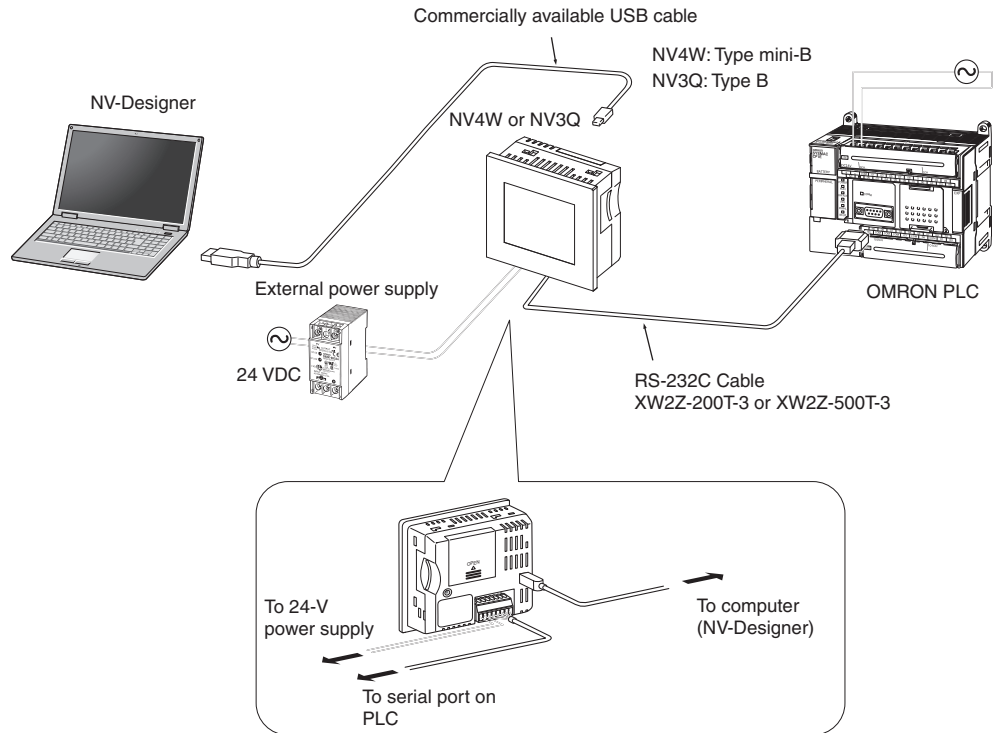 Commercially available USB cable
NV4W: Type mini-B
NV3Q: Type B
NV-Designer
NV4W or NV3Q
External power supply
OMRON PLC
24 VDC
RS-232C Cable
XW2Z-200T-3 or XW2Z-500T-3
OPEN
To 24-V
power supply
To computer
(NV-Designer)
To serial port on
PLC